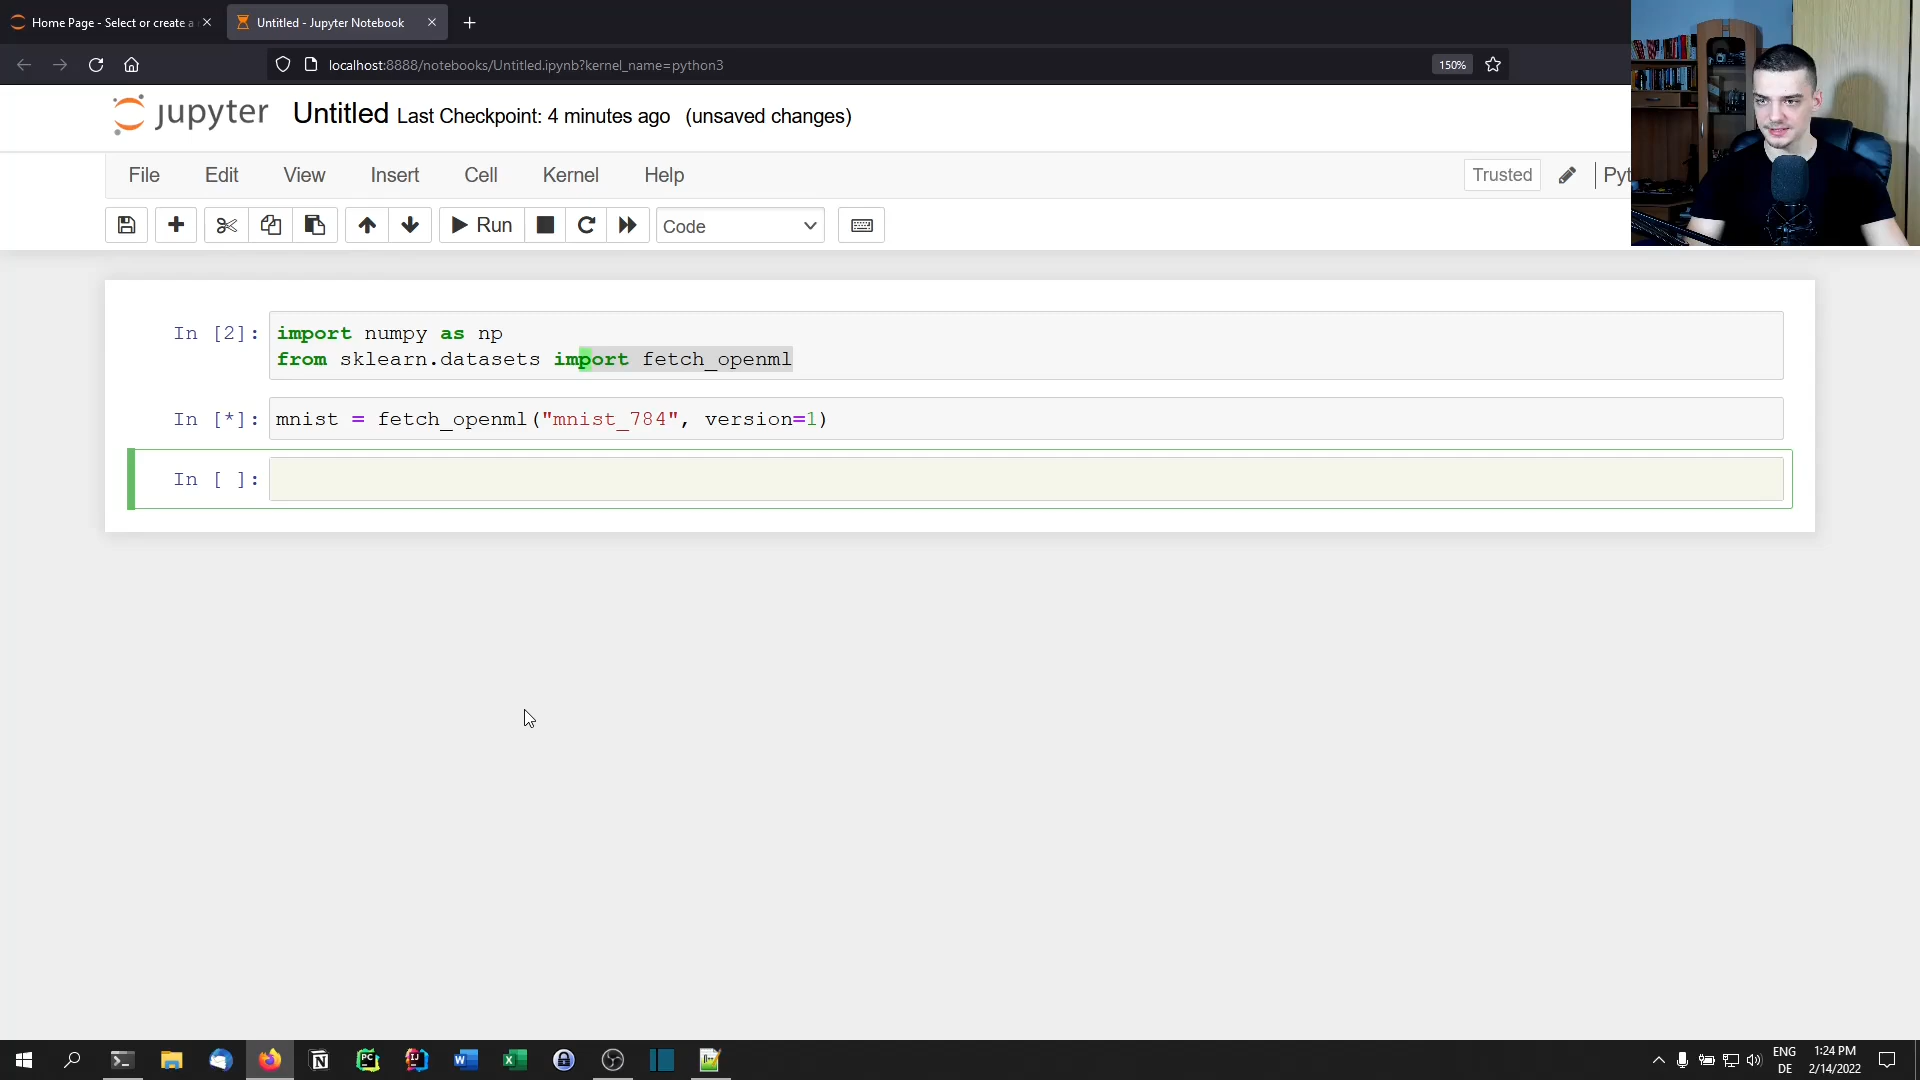 Home Page - Select or create a
Untitled - Jupyter Notebook
localhost:8888/notebooks/Untitled.ipynb?kernel_name=python3
150%
jupyter
Untitled Last Checkpoint: 4 minutes ago (unsaved changes)
File Edit View Insert Cell Kernel Help
Trusted
Pyt
Run
Code
In [2]: import numpy as np
from sklearn.datasets import fetch_openml
In [*]: mnist = fetch_openml("mnist_784", version=1)
In [ ]:
ENG
DE
1:24 PM
2/14/2022